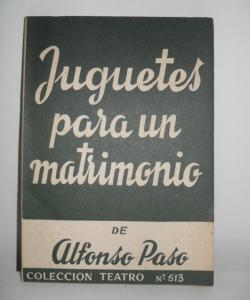 Juguetes
para un
matrimonio
DE
Alfonso Paso
COLECCION TEATRO Nº 513